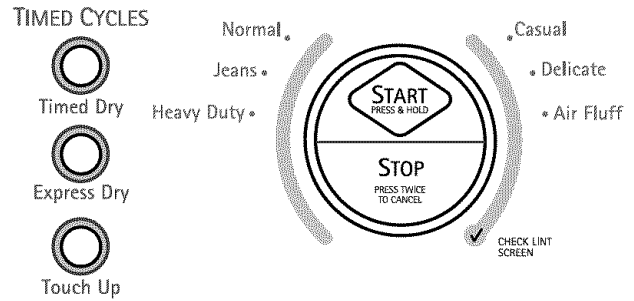 TIMED CYCLES
Timed Dry
Express Dry
Touch Up
Normal
Jeans
Heavy Duty
START
PRESS & HOLD
STOP
PRESS TWICE
TO CANCEL
Casual
Delicate
Air Fluff
CHECK LINT
SCREEN